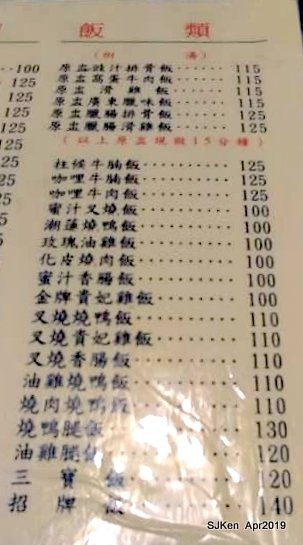 飯 類
(附 湯)
原盅豉汁排骨飯 115
原盅窩蛋牛肉飯 115
原盅滑雞飯 115
原盅廣東臘味飯 115
原盅臘腸排骨飯 125
原盅臘腸滑雞飯 125
(以上原盅現做15分鐘)
柱候牛腩飯 125
咖哩牛腩飯 125
咖哩牛肉飯 125
蜜汁叉燒飯 100
潮蓮燒鴨飯 100
玫瑰油雞飯 100
化皮燒肉飯 100
蜜汁香腸飯 100
金牌貴妃雞飯 100
叉燒燒鴨飯 110
叉燒貴妃雞飯 110
叉燒香腸飯 110
油雞燒鴨飯 110
燒肉燒鴨飯 110
燒鴨腿飯 130
油雞腿飯 120
三寶飯 120
招牌飯 140
100
125
125
125
125
SJKen Apr2019